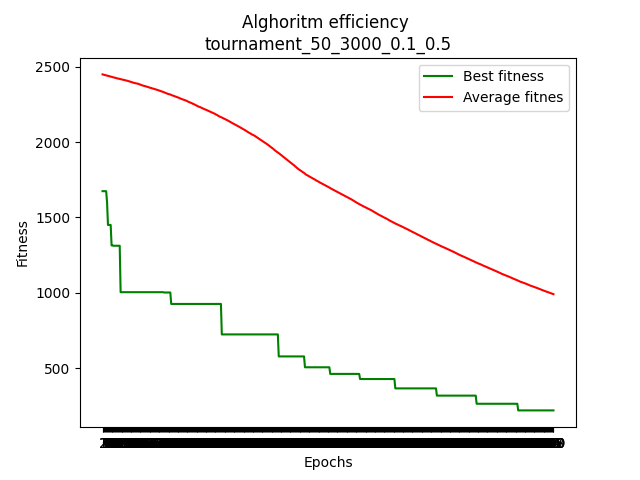 Alghoritm efficiency
tournament_50_3000_0.1_0.5
Best fitness
Average fitnes
2500
2000
1500
1000
500
Fitness
Epochs